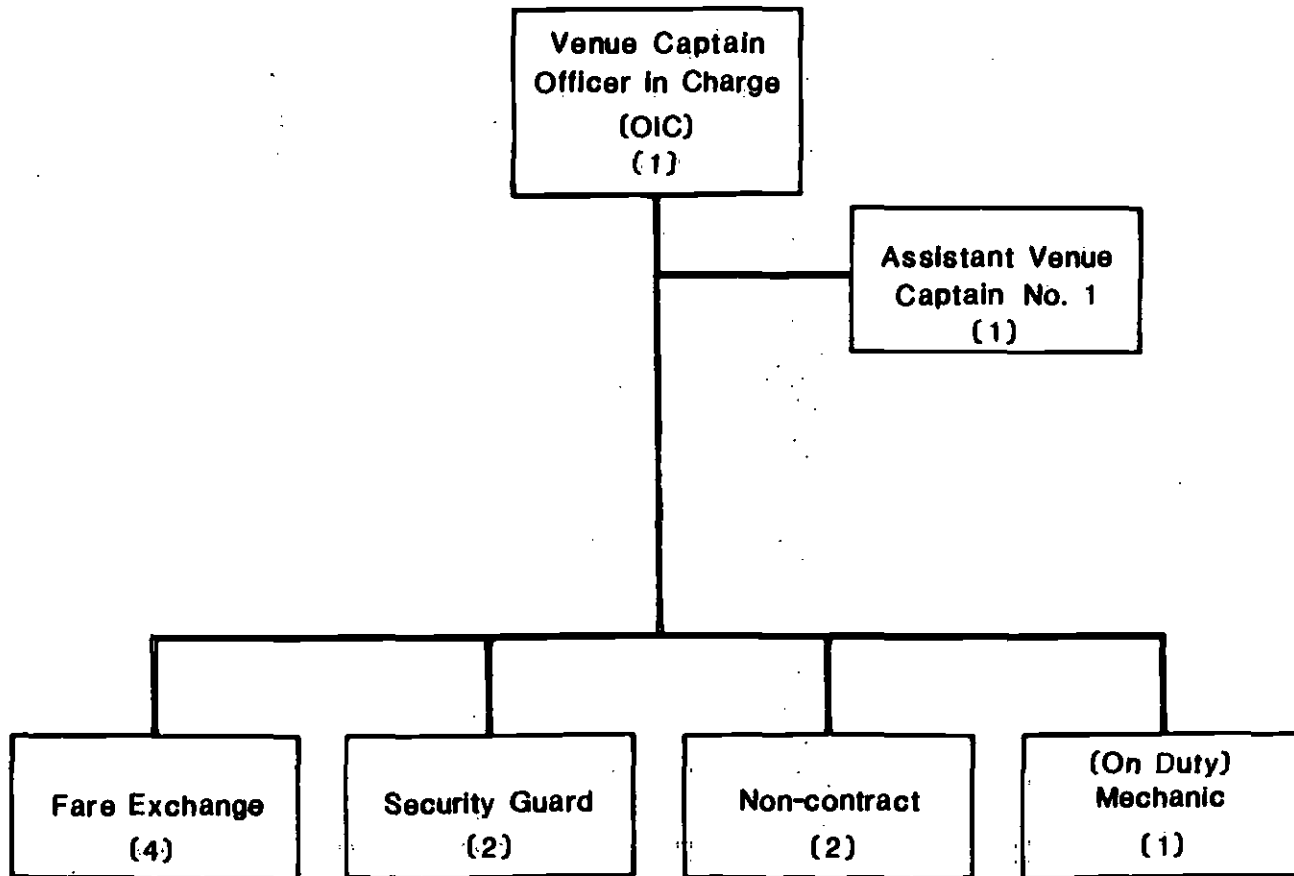 Venue Captain
Officer In Charge
(OIC)
(1)
Assistant Venue
Captain No. 1
(1)
Fare Exchange
(4)
Security Guard
(2)
Non-contract
(2)
(On Duty)
Mechanic
(1)